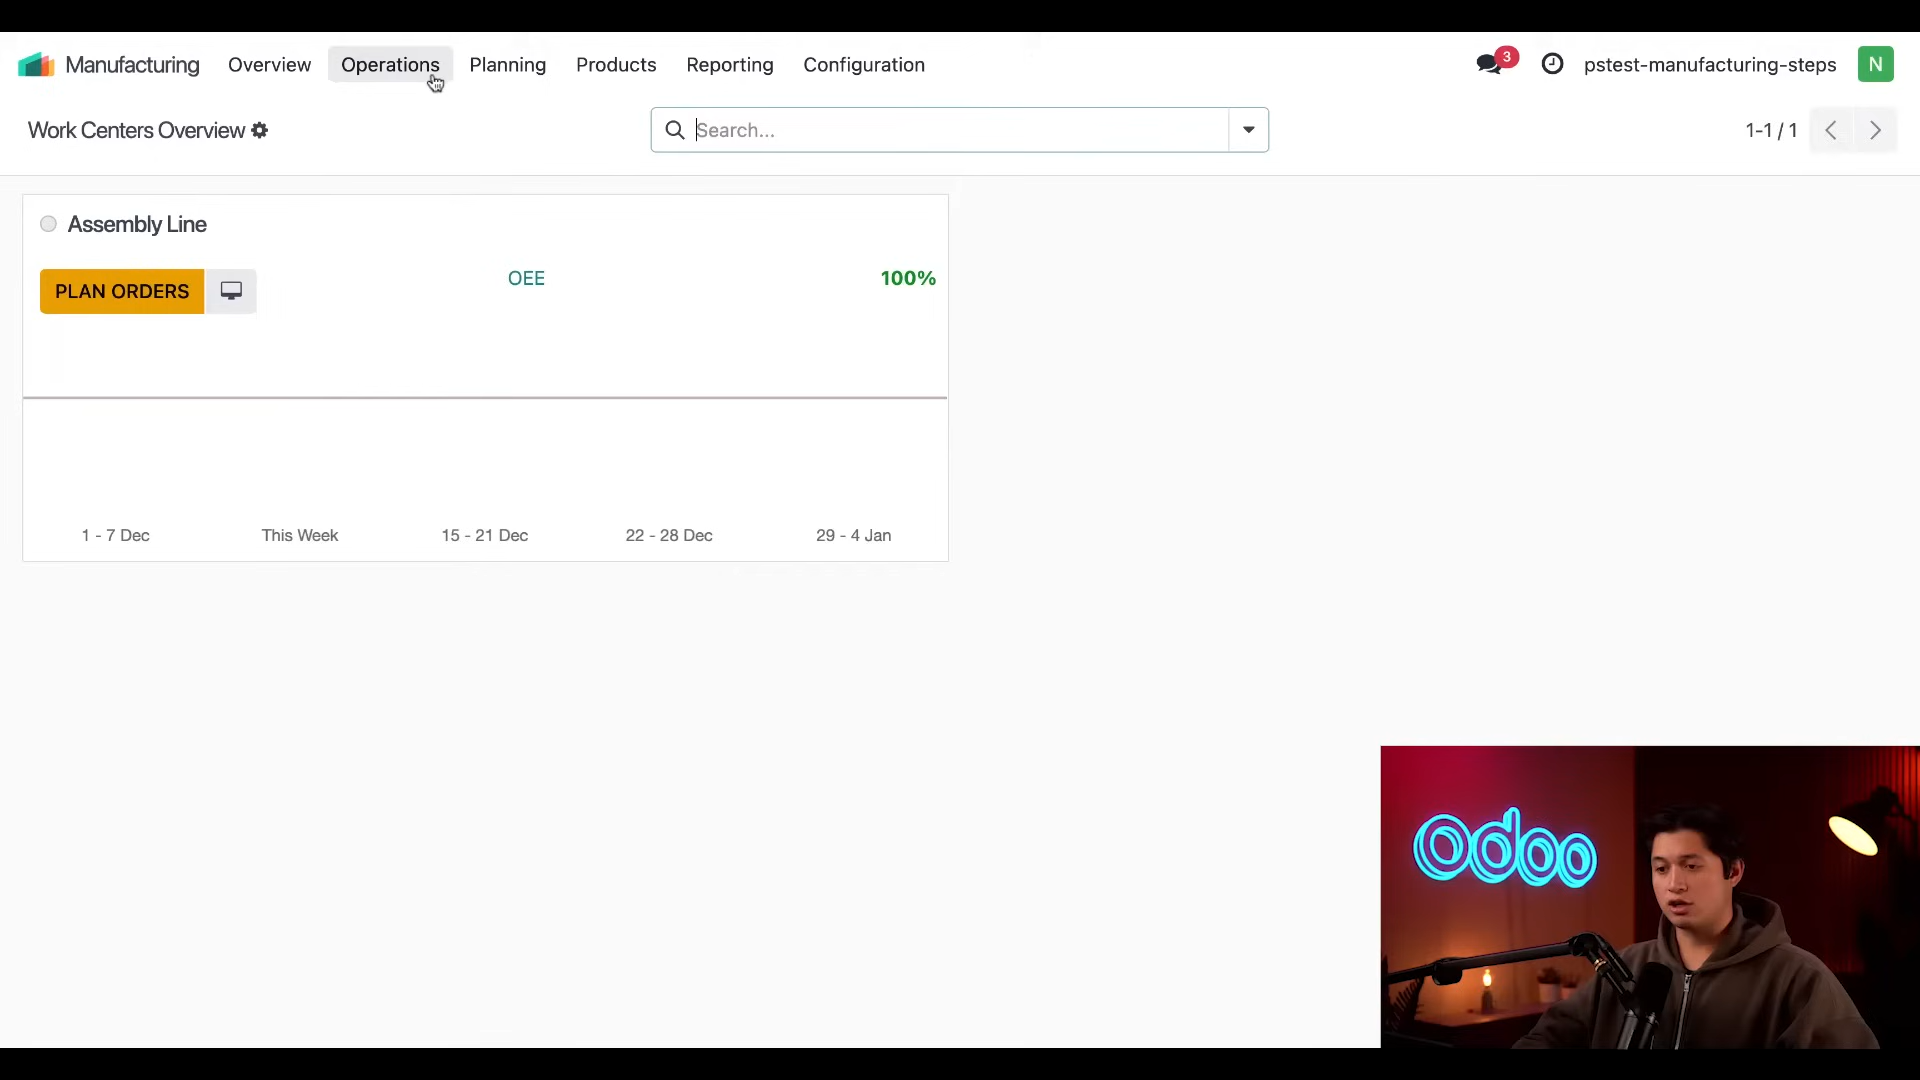 Manufacturing Overview Operations Planning Products Reporting Configuration 3 pstest-manufacturing-steps N
Work Centers Overview Search... 1-1 / 1
Assembly Line
PLAN ORDERS OEE 100%
1 - 7 Dec This Week 15 - 21 Dec 22 - 28 Dec 29 - 4 Jan
odoo